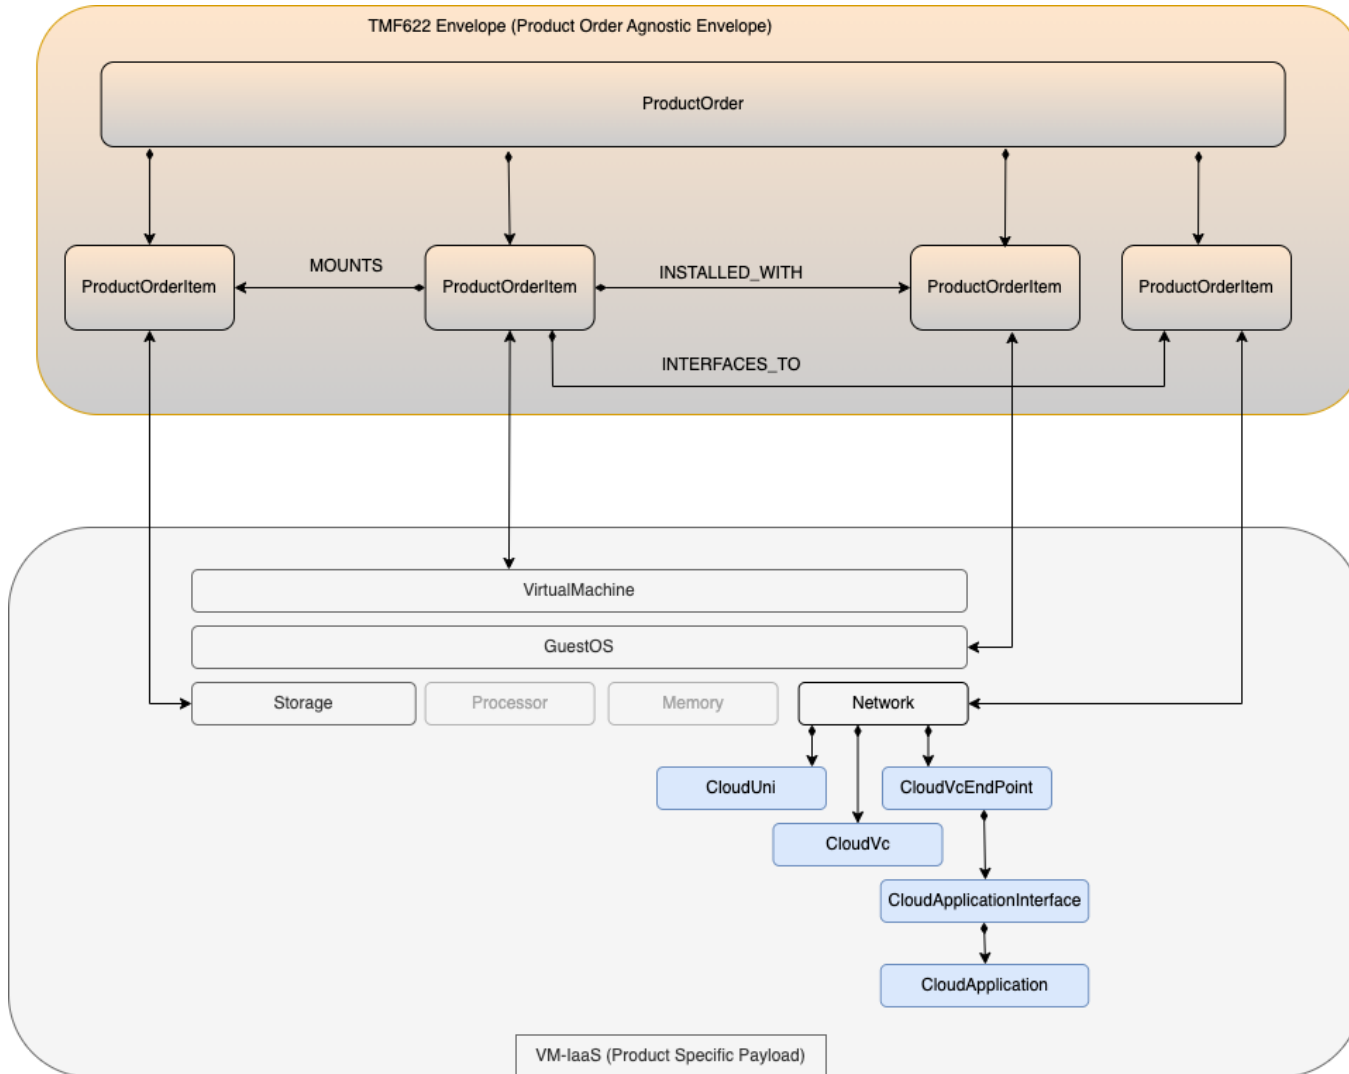 TMF622 Envelope (Product Order Agnostic Envelope)
ProductOrder
ProductOrderItem
MOUNTS
ProductOrderItem
INSTALLED_WITH
ProductOrderItem
ProductOrderItem
INTERFACES_TO
VirtualMachine
GuestOS
Storage
Processor
Memory
Network
CloudUni
CloudVcEndPoint
CloudVc
CloudApplicationInterface
CloudApplication
VM-IaaS (Product Specific Payload)